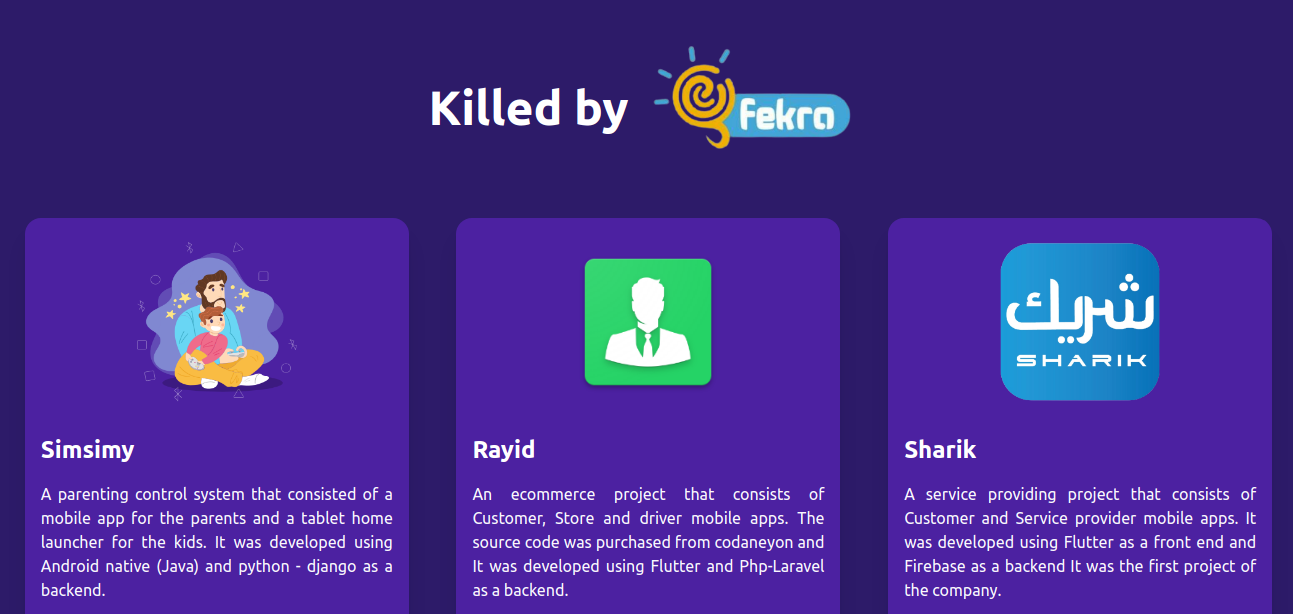 Killed by
fekra
شريك
SHARIK
Simsimy
A parenting control system that consisted of a
mobile app for the parents and a tablet home
launcher for the kids. It was developed using
Android native (Java) and python - django as a
backend.
Rayid
An ecommerce project that consists of
Customer, Store and driver mobile apps. The
source code was purchased from codaneyon and
It was developed using Flutter and Php-Laravel
as a backend.
Sharik
A service providing project that consists of
Customer and Service provider mobile apps. It
was developed using Flutter as a front end and
Firebase as a backend It was the first project of
the company.